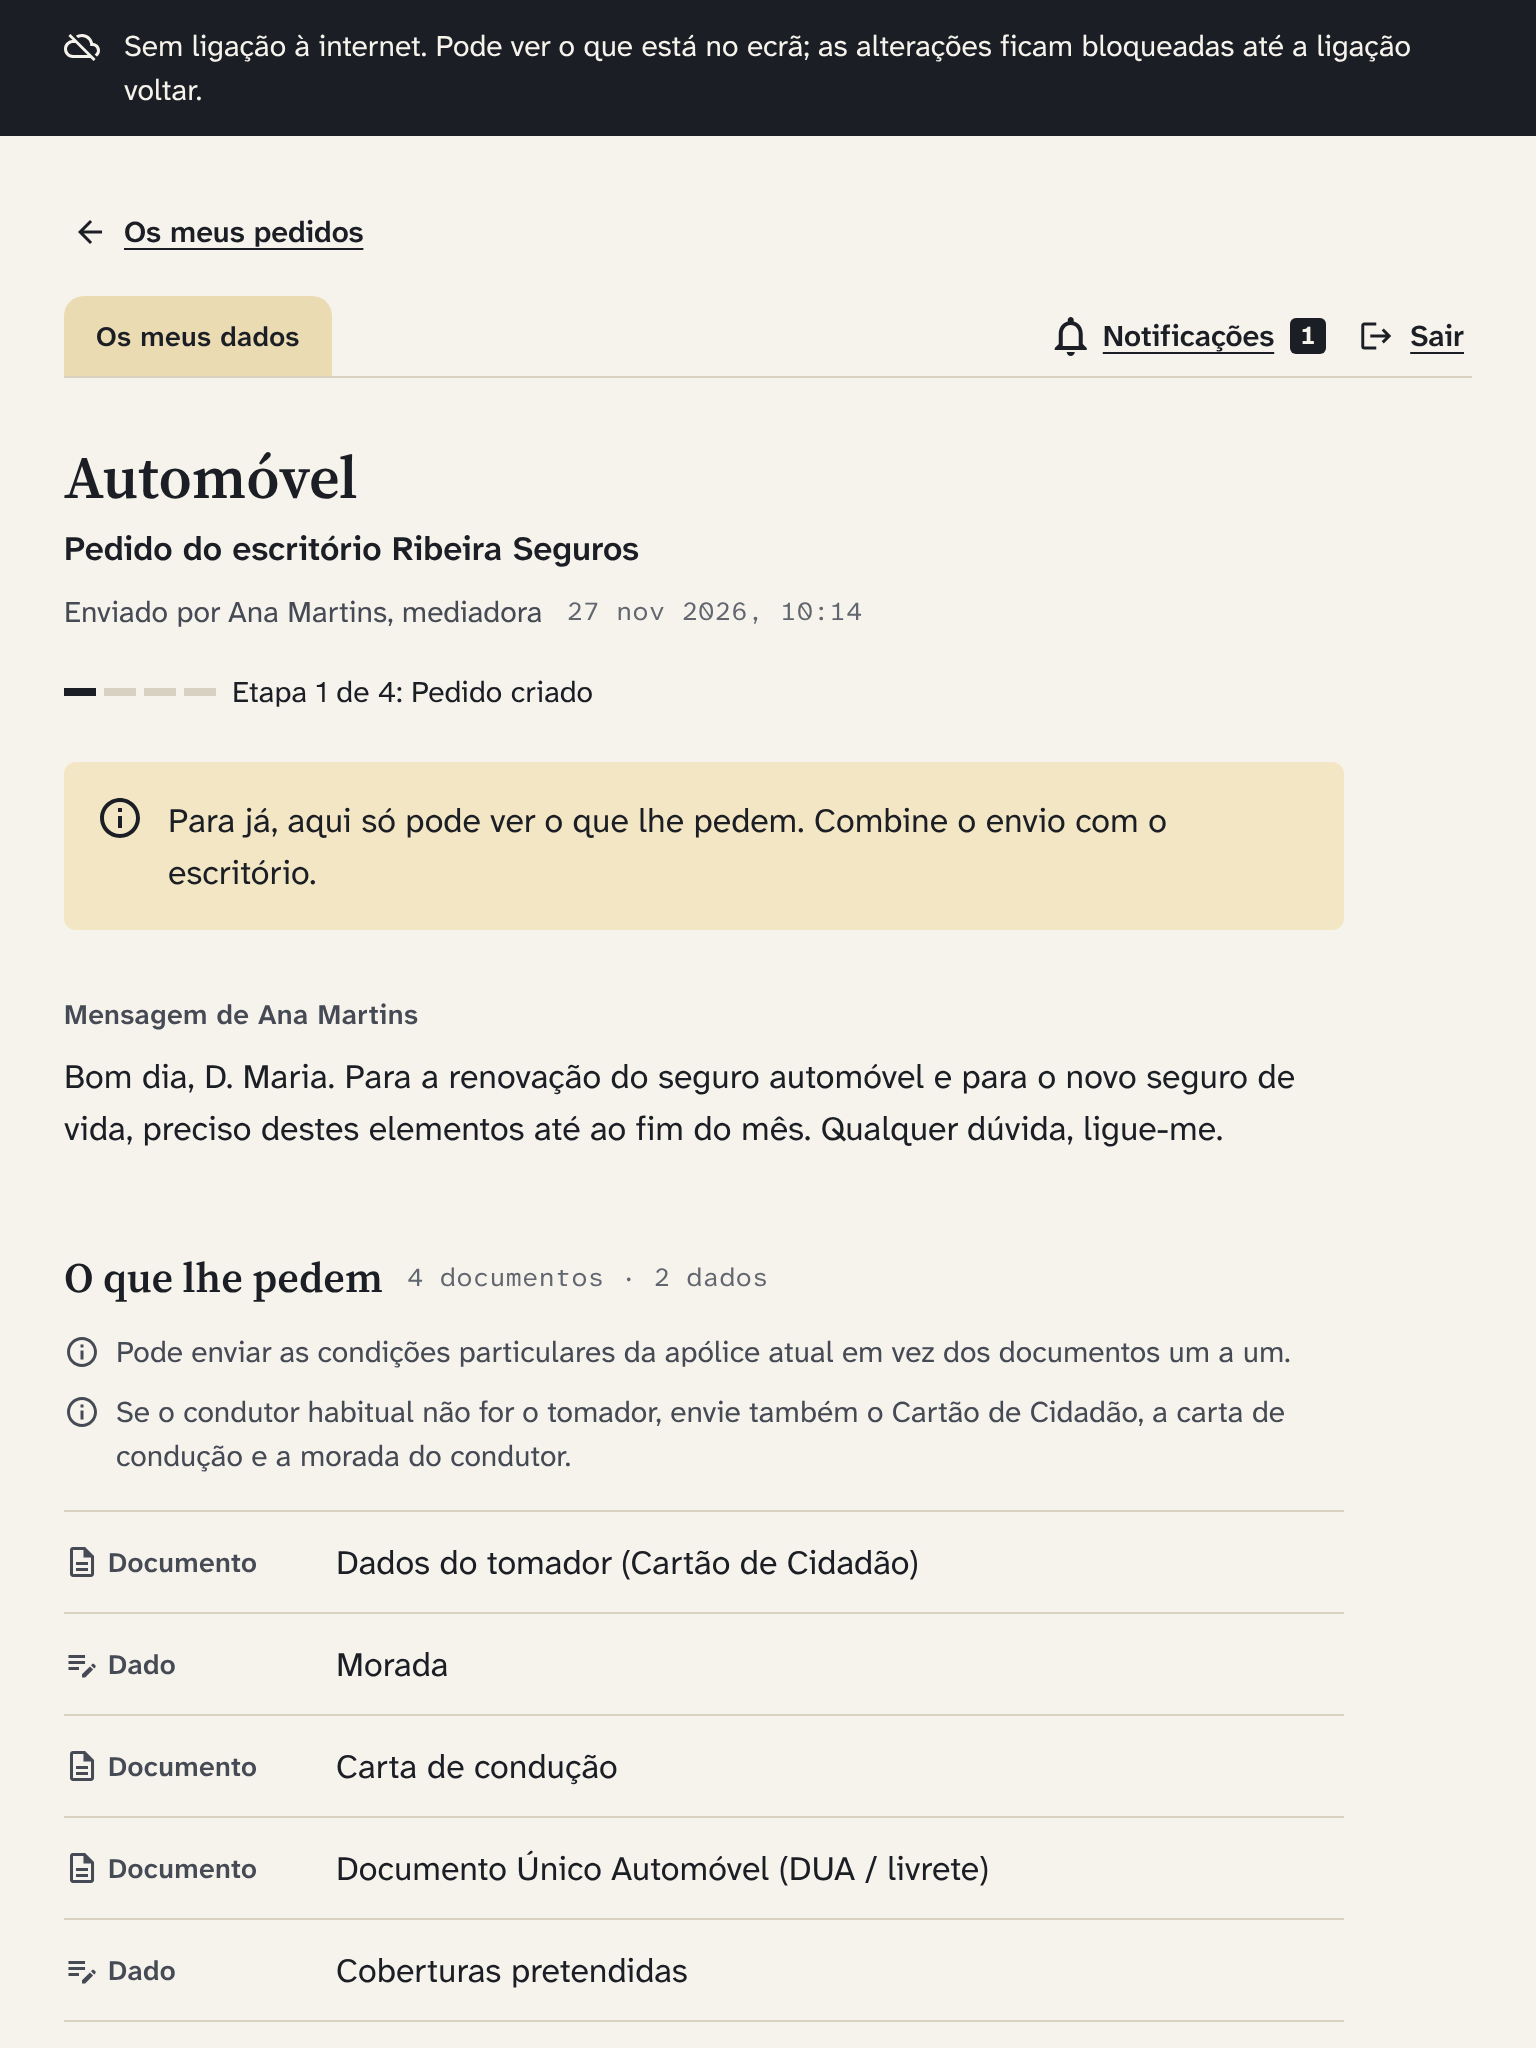 Sem ligação à internet. Pode ver o que está no ecrã; as alterações ficam bloqueadas até a ligação
voltar.
Os meus pedidos
Os meus dados
Notificações 1
Sair
Automóvel
Pedido do escritório Ribeira Seguros
Enviado por Ana Martins, mediadora 27 nov 2026, 10:14
Etapa 1 de 4: Pedido criado
Para já, aqui só pode ver o que lhe pedem. Combine o envio com o
escritório.
Mensagem de Ana Martins
Bom dia, D. Maria. Para a renovação do seguro automóvel e para o novo seguro de
vida, preciso destes elementos até ao fim do mês. Qualquer dúvida, ligue-me.
O que lhe pedem 4 documentos · 2 dados
Pode enviar as condições particulares da apólice atual em vez dos documentos um a um.
Se o condutor habitual não for o tomador, envie também o Cartão de Cidadão, a carta de
condução e a morada do condutor.
Documento Dados do tomador (Cartão de Cidadão)
Dado Morada
Documento Carta de condução
Documento Documento Único Automóvel (DUA / livrete)
Dado Coberturas pretendidas